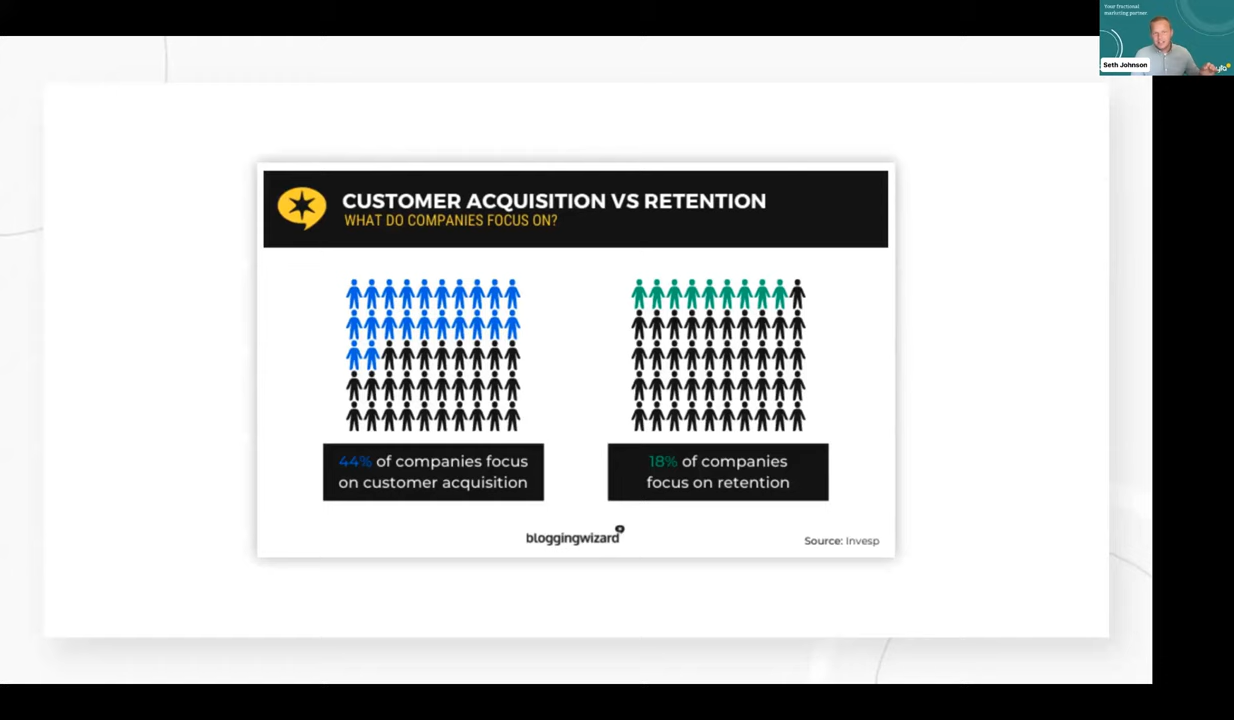 Your fractional
marketing partner
Seth Johnson
CUSTOMER ACQUISITION VS RETENTION
WHAT DO COMPANIES FOCUS ON?
44% of companies focus
on customer acquisition
18% of companies
focus on retention
bloggingwizard
Source: Invesp